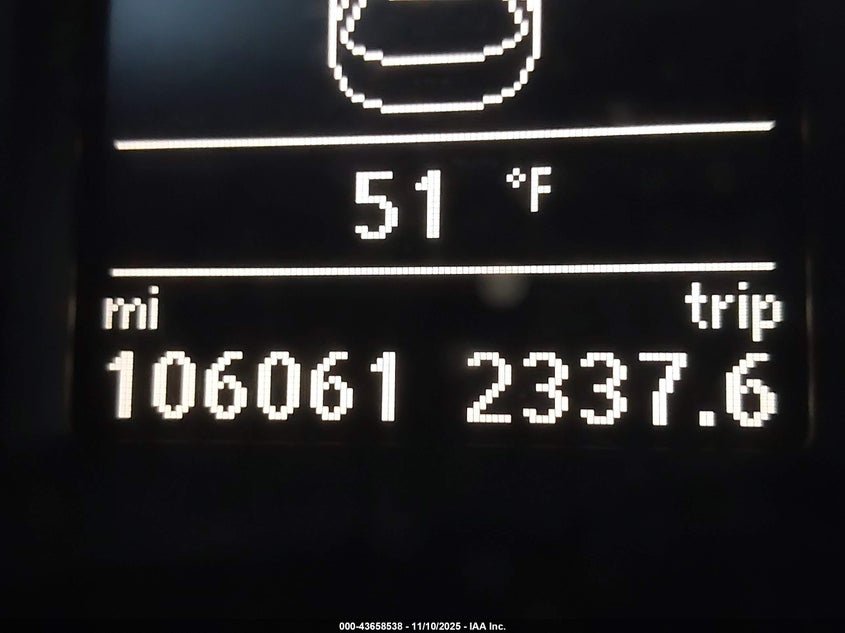 51 °F
mi trip
106061 2337.6
000-43658538 - 11/10/2025 - IAA Inc.